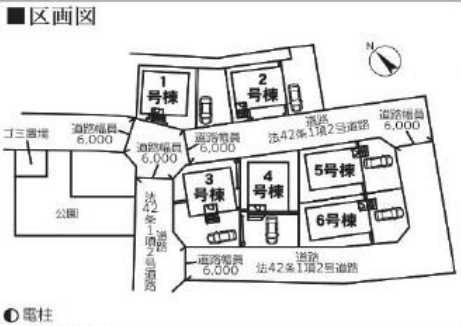 ■区画図
N
1
号棟
2
号棟
ゴミ置場
道路幅員
6,000
道路幅員
6,000
道路幅員
6,000
道路
法42条1項2号道路
道路幅員
6,000
公園
法42条1項2号道路
道路
3
号棟
4
号棟
5号棟
6号棟
道路幅員
6,000
道路
法42条1項2号道路
電柱